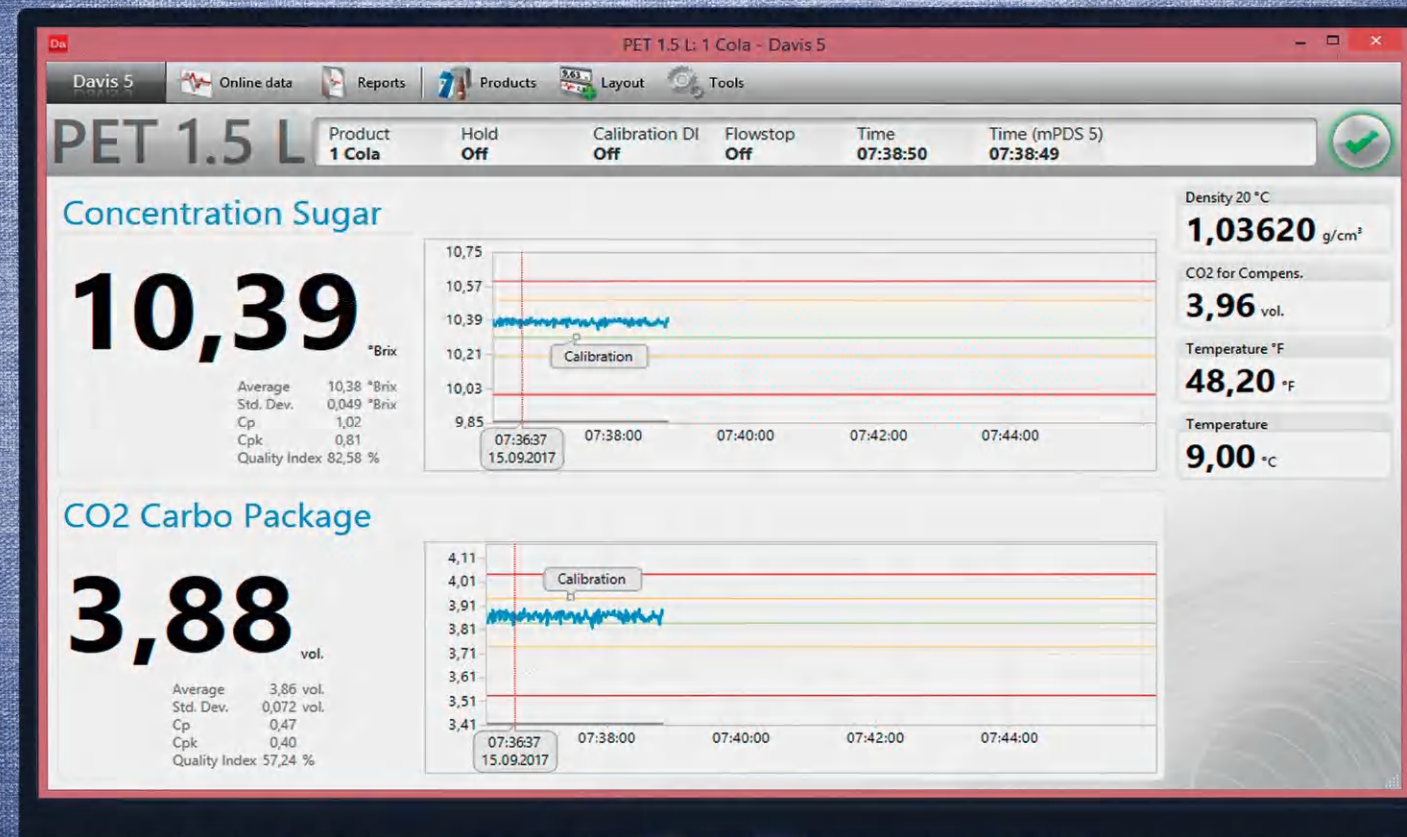 Da
PET 1.5 L: 1 Cola - Davis 5
Davis 5 Online data Reports Products Layout Tools
PET 1.5 L
Product Hold Calibration DI Flowstop Time Time (mPDS 5)
1 Cola Off Off Off 07:38:50 07:38:49
Concentration Sugar
10,39 °Brix
Average 10,38 °Brix
Std. Dev. 0,049 °Brix
Cp 1,02
Cpk 0,81
Quality Index 82,58 %
10,75
10,57
10,39
10,21
10,03
9,85
Calibration
07:36:37
15.09.2017
07:38:00 07:40:00 07:42:00 07:44:00
Density 20 °C
1,03620 g/cm³
CO2 for Compens.
3,96 vol.
Temperature °F
48,20 °F
Temperature
9,00 °C
CO2 Carbo Package
3,88 vol.
Average 3,86 vol.
Std. Dev. 0,072 vol.
Cp 0,47
Cpk 0,40
Quality Index 57,24 %
4,11
4,01
3,91
3,81
3,71
3,61
3,51
3,41
Calibration
07:36:37
15.09.2017
07:38:00 07:40:00 07:42:00 07:44:00